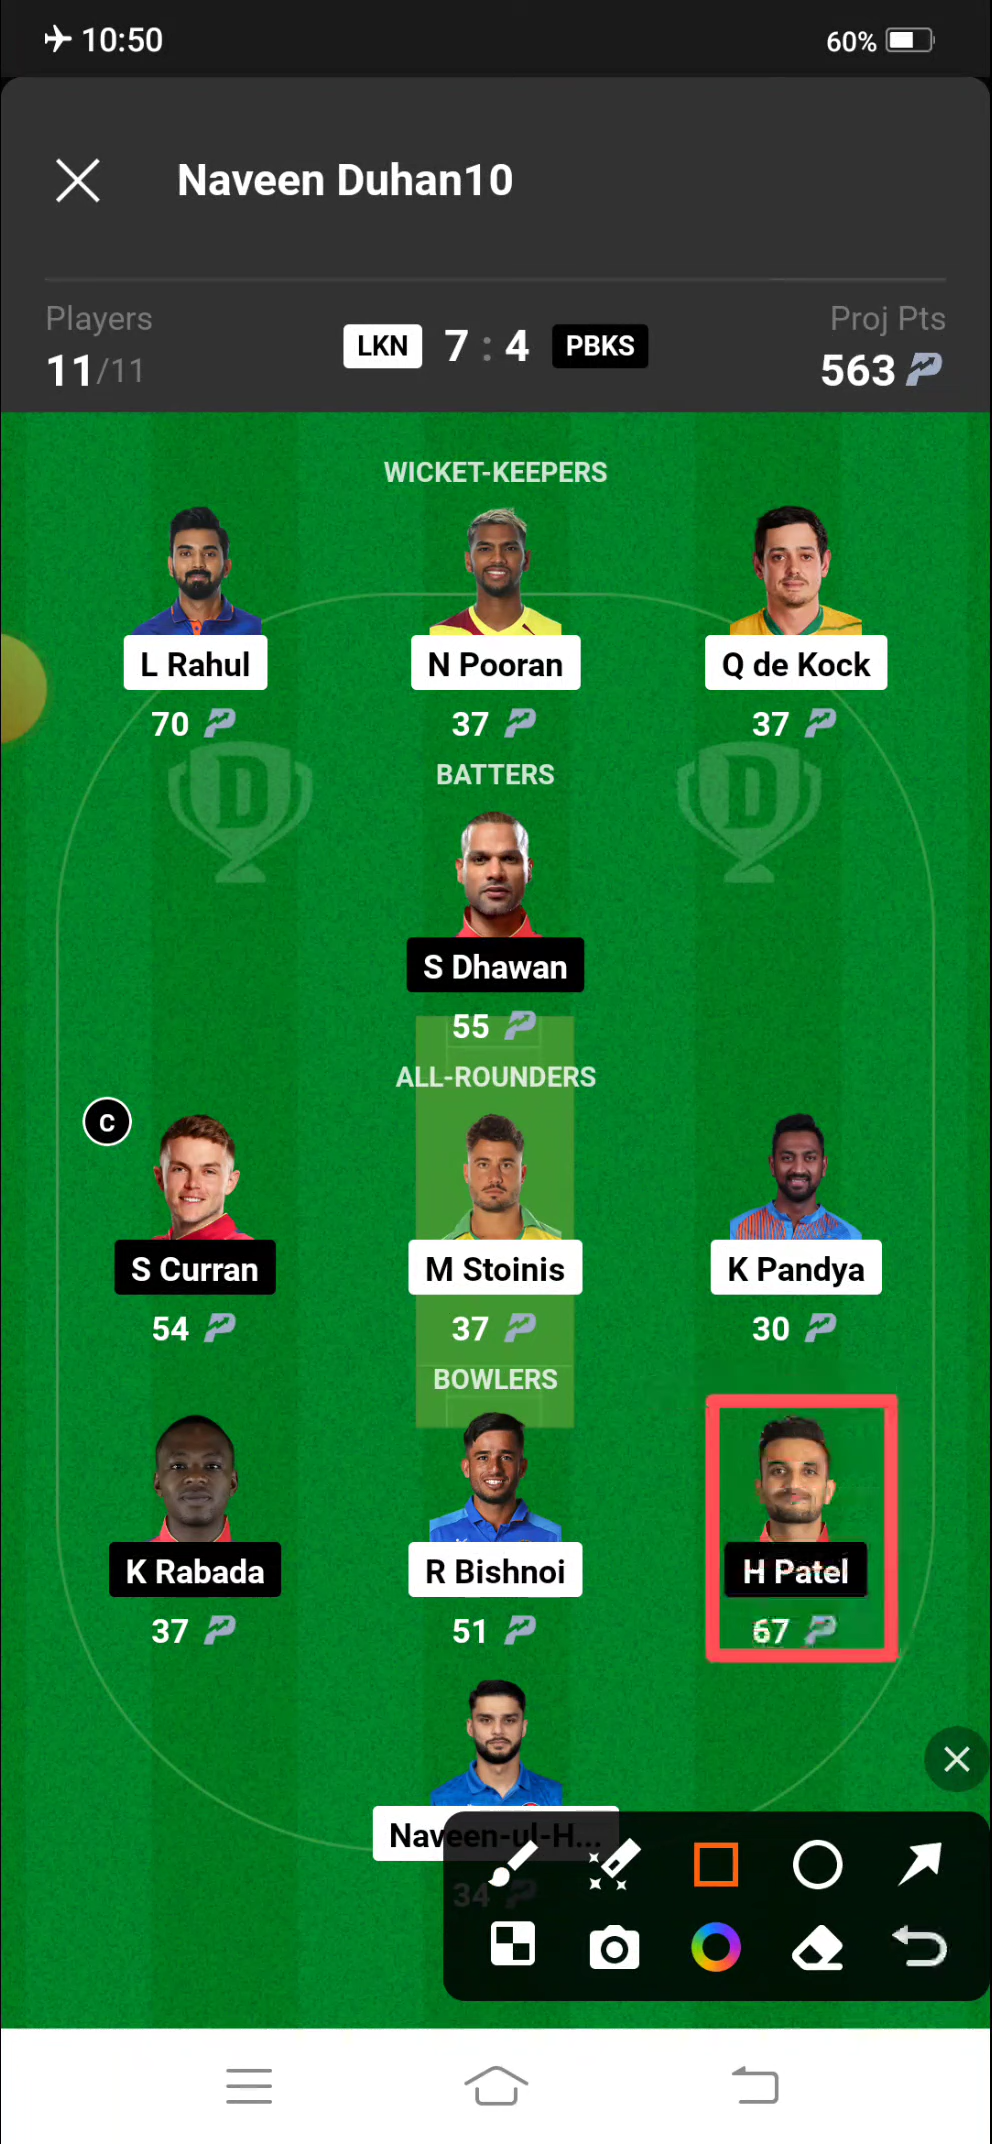 10:50
60%
Naveen Duhan10
Players
Proj Pts
11/11
LKN 7 : 4 PBKS
563
WICKET-KEEPERS
L Rahul
N Pooran
Q de Kock
70
37
37
BATTERS
S Dhawan
55
ALL-ROUNDERS
C
S Curran
M Stoinis
K Pandya
54
37
30
BOWLERS
K Rabada
R Bishnoi
H Patel
37
51
67
Naveen-ul-H...
34